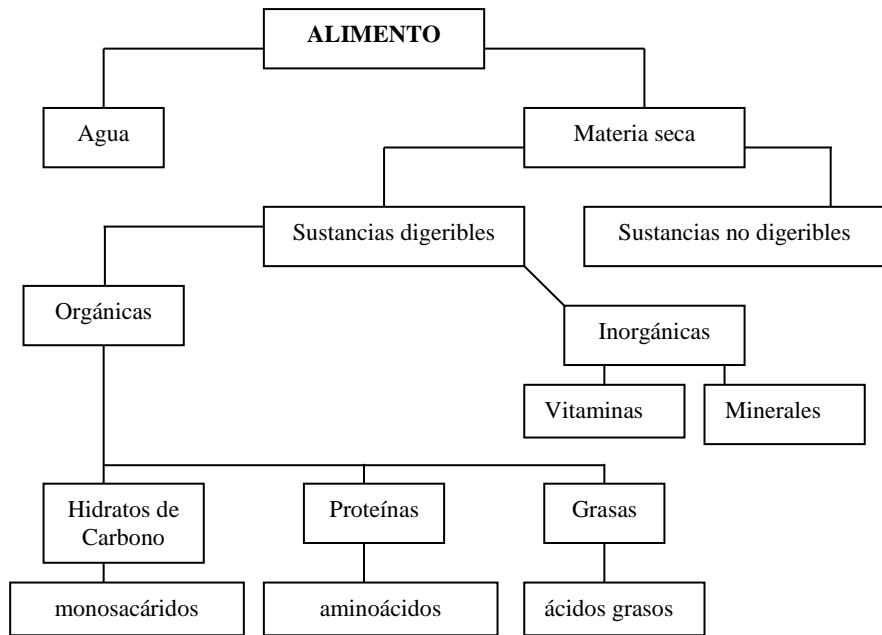 ALIMENTO
Agua
Materia seca
Sustancias digeribles
Sustancias no digeribles
Orgánicas
Inorgánicas
Vitaminas
Minerales
Hidratos de
Carbono
Proteínas
Grasas
monosacáridos
aminoácidos
ácidos grasos